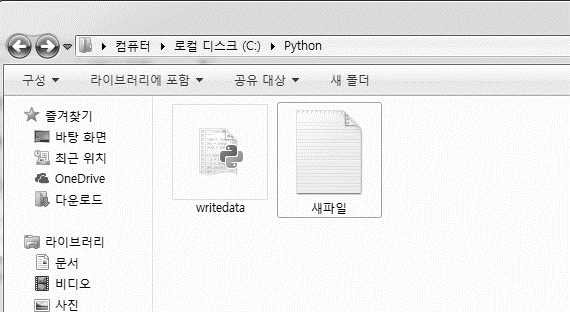 컴퓨터 로컬 디스크 (C:) Python
구성 라이브러리에 포함 공유 대상 새 폴더
즐겨찾기
바탕 화면
최근 위치
OneDrive
다운로드
라이브러리
문서
비디오
사진
writedata
새파일